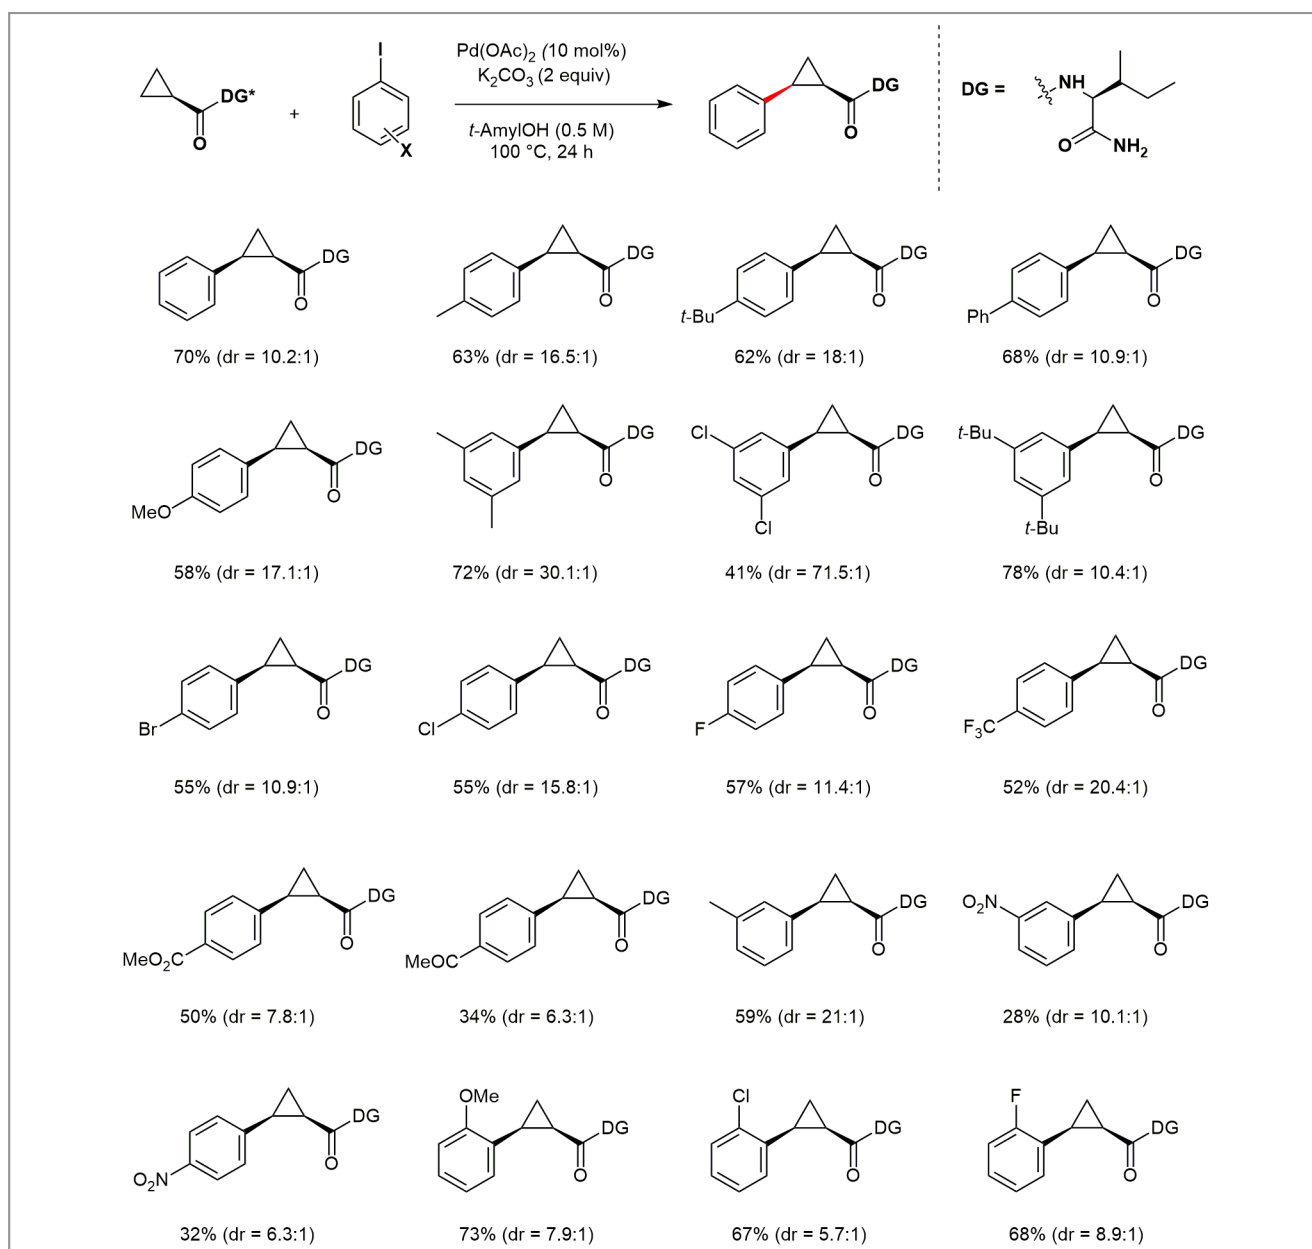 I
X
DG*
O
+
Pd(OAc)2 (10 mol%)
K2CO3 (2 equiv)
t-AmylOH (0.5 M)
100 °C, 24 h
DG
O
DG =
NH
O
NH2
DG
O
DG
O
t-Bu
DG
O
Ph
DG
O
70% (dr = 10.2:1)
63% (dr = 16.5:1)
62% (dr = 18:1)
68% (dr = 10.9:1)
MeO
DG
O
DG
O
Cl
Cl
DG
O
t-Bu
t-Bu
DG
O
58% (dr = 17.1:1)
72% (dr = 30.1:1)
41% (dr = 71.5:1)
78% (dr = 10.4:1)
Br
DG
O
Cl
DG
O
F
DG
O
F3C
DG
O
55% (dr = 10.9:1)
55% (dr = 15.8:1)
57% (dr = 11.4:1)
52% (dr = 20.4:1)
MeO2C
DG
O
MeOC
DG
O
DG
O
O2N
DG
O
50% (dr = 7.8:1)
34% (dr = 6.3:1)
59% (dr = 21:1)
28% (dr = 10.1:1)
O2N
DG
O
OMe
DG
O
Cl
DG
O
F
DG
O
32% (dr = 6.3:1)
73% (dr = 7.9:1)
67% (dr = 5.7:1)
68% (dr = 8.9:1)